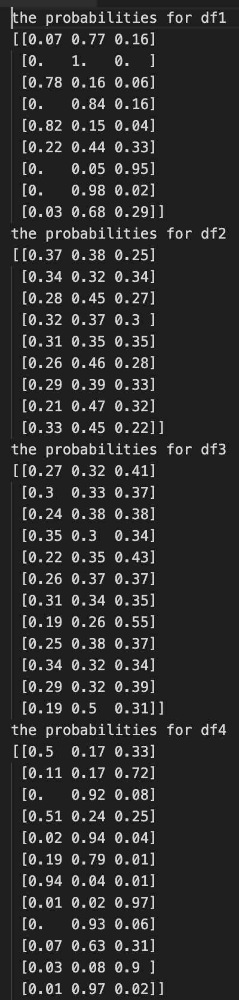 the probabilities for df1
[[0.07 0.77 0.16]
 [0.   1.   0.  ]
 [0.78 0.16 0.06]
 [0.   0.84 0.16]
 [0.82 0.15 0.04]
 [0.22 0.44 0.33]
 [0.   0.05 0.95]
 [0.   0.98 0.02]
 [0.03 0.68 0.29]]
the probabilities for df2
[[0.37 0.38 0.25]
 [0.34 0.32 0.34]
 [0.28 0.45 0.27]
 [0.32 0.37 0.3 ]
 [0.31 0.35 0.35]
 [0.26 0.46 0.28]
 [0.29 0.39 0.33]
 [0.21 0.47 0.32]
 [0.33 0.45 0.22]]
the probabilities for df3
[[0.27 0.32 0.41]
 [0.3  0.33 0.37]
 [0.24 0.38 0.38]
 [0.35 0.3  0.34]
 [0.22 0.35 0.43]
 [0.26 0.37 0.37]
 [0.31 0.34 0.35]
 [0.19 0.26 0.55]
 [0.25 0.38 0.37]
 [0.34 0.32 0.34]
 [0.29 0.32 0.39]
 [0.19 0.5  0.31]]
the probabilities for df4
[[0.5  0.17 0.33]
 [0.11 0.17 0.72]
 [0.   0.92 0.08]
 [0.51 0.24 0.25]
 [0.02 0.94 0.04]
 [0.19 0.79 0.01]
 [0.94 0.04 0.01]
 [0.01 0.02 0.97]
 [0.   0.93 0.06]
 [0.07 0.63 0.31]
 [0.03 0.08 0.9 ]
 [0.01 0.97 0.02]]